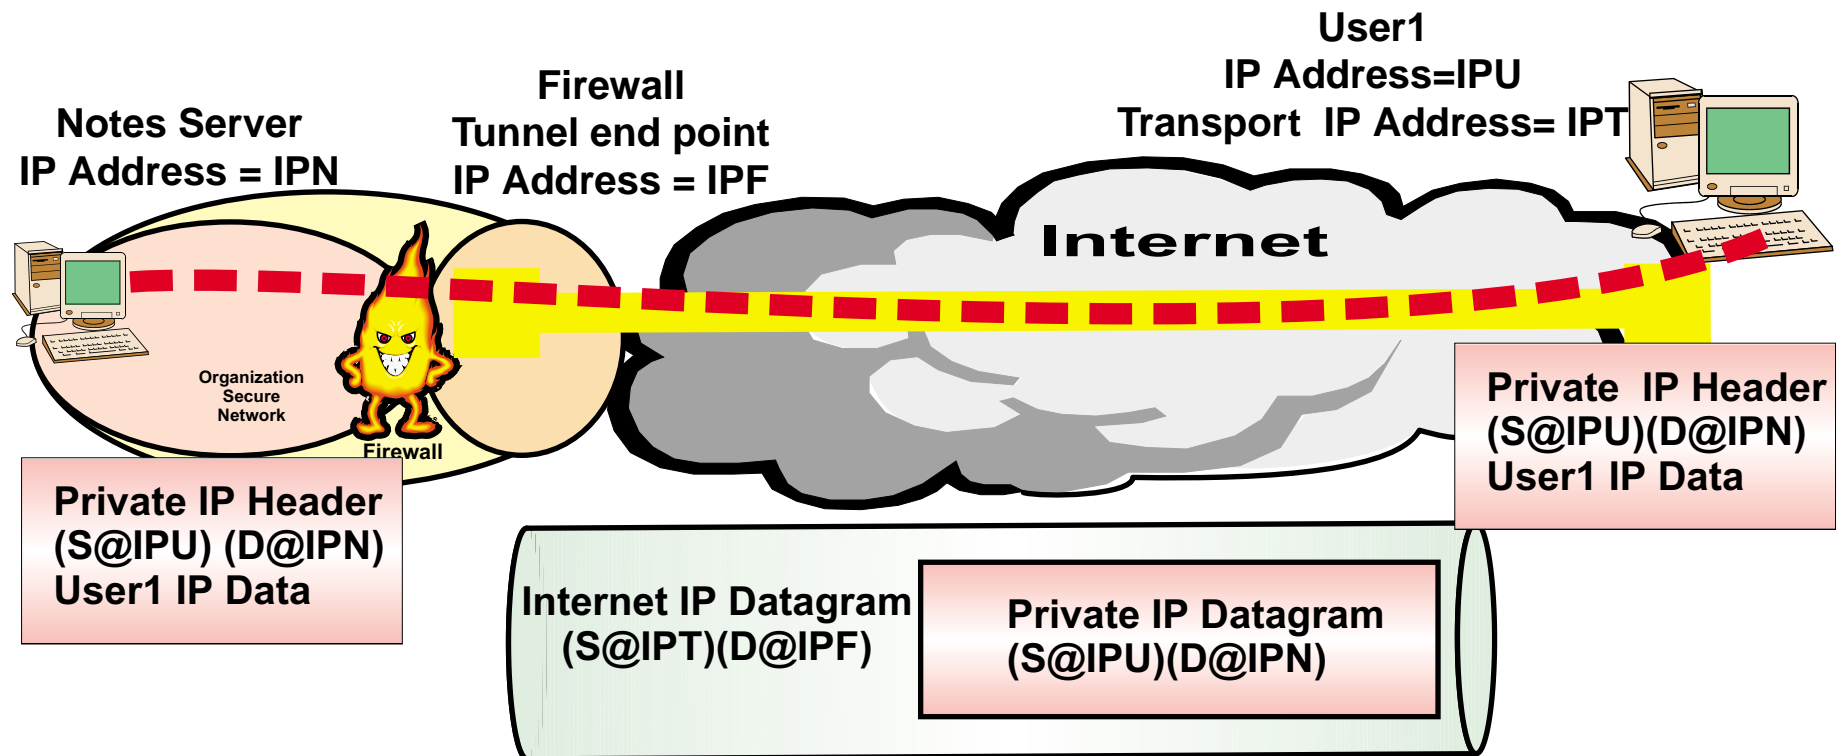 User1
IP Address=IPU
Transport IP Address= IPT
Firewall
Tunnel end point
IP Address = IPF
Notes Server
IP Address = IPN
Internet
Organization
Secure
Network
Firewall
Private IP Header
(S@IPU)(D@IPN)
User1 IP Data
Private IP Header
(S@IPU) (D@IPN)
User1 IP Data
Internet IP Datagram
(S@IPT)(D@IPF)
Private IP Datagram
(S@IPU)(D@IPN)